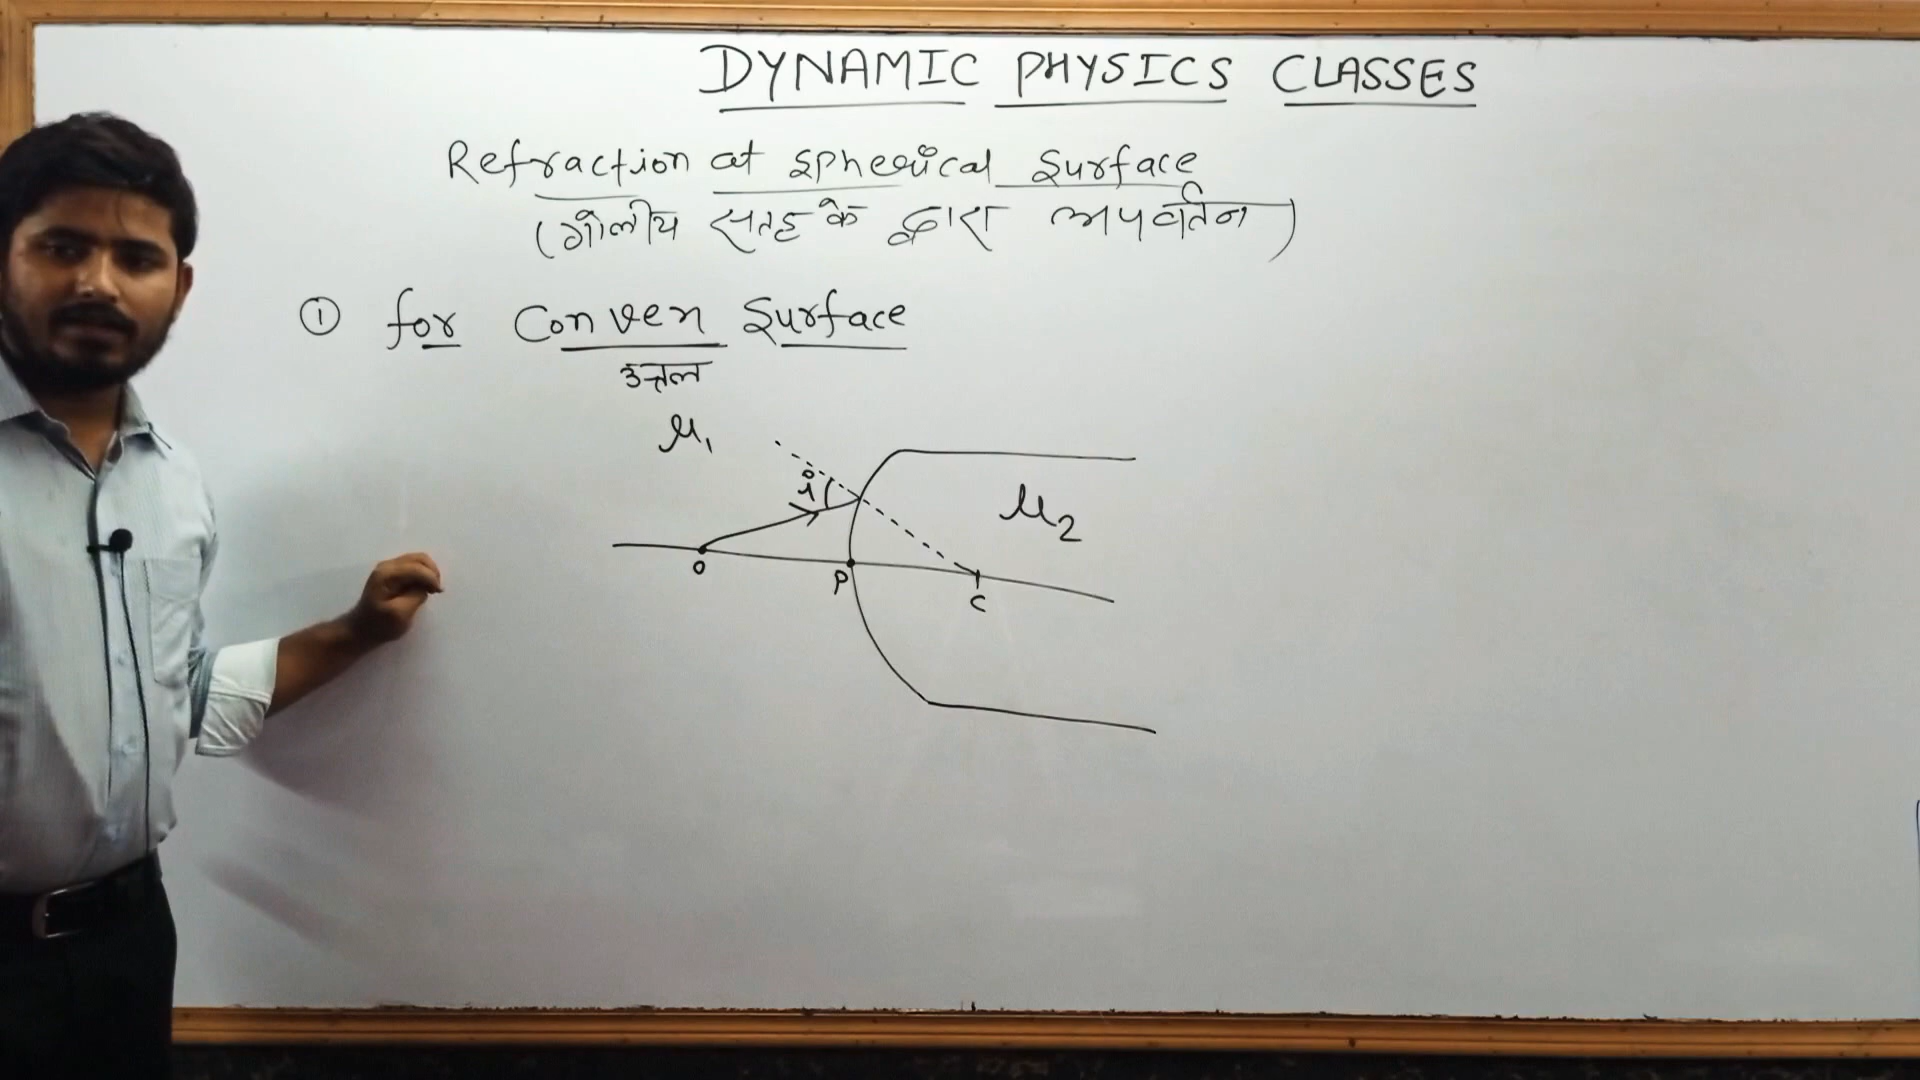 DYNAMIC PHYSICS CLASSES
Refraction at spherical surface
(गोलीय सतह के द्वारा अपवर्तन)
① for Convex Surface
उत्तल
μ₁
i
μ₂
O
P
C